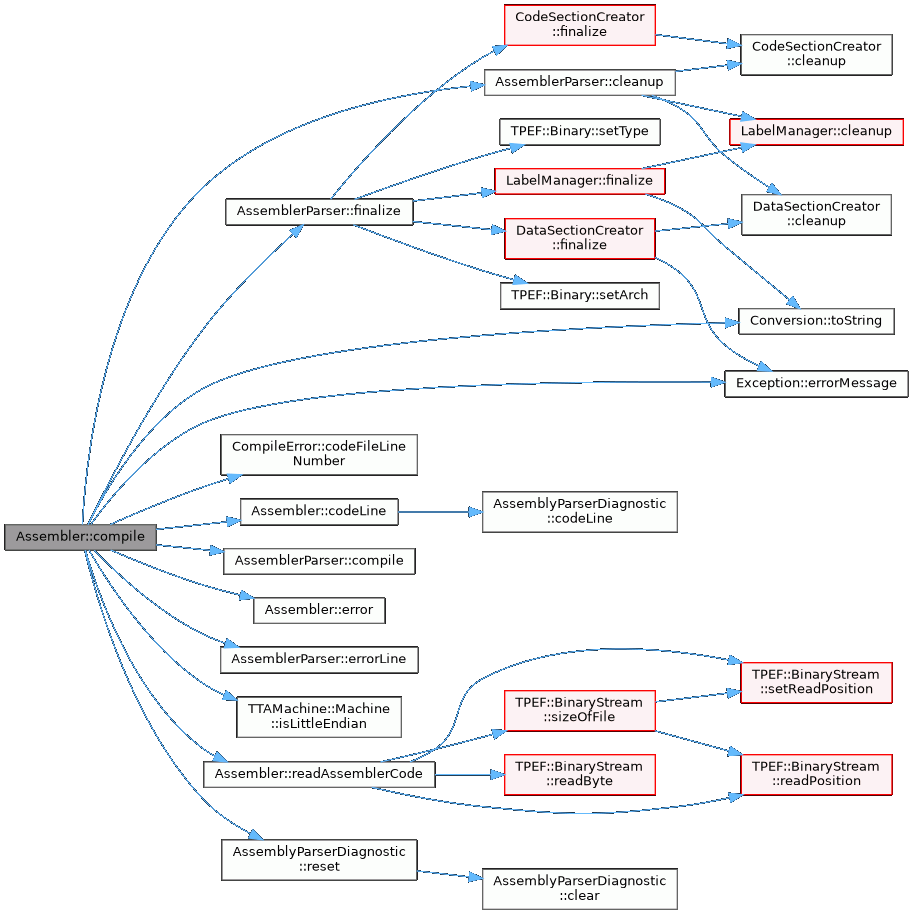 CodeSectionCreator
::finalize
CodeSectionCreator
::cleanup
AssemblerParser::cleanup
TPEF::Binary::setType
LabelManager::cleanup
LabelManager::finalize
AssemblerParser::finalize
DataSectionCreator
::cleanup
DataSectionCreator
::finalize
TPEF::Binary::setArch
Conversion::toString
Exception::errorMessage
CompileError::codeFileLine
Number
Assembler::codeLine
AssemblyParserDiagnostic
::codeLine
Assembler::compile
AssemblerParser::compile
Assembler::error
AssemblerParser::errorLine
TPEF::BinaryStream
::setReadPosition
TTAMachine::Machine
::isLittleEndian
TPEF::BinaryStream
::sizeOfFile
Assembler::readAssemblerCode
TPEF::BinaryStream
::readByte
TPEF::BinaryStream
::readPosition
AssemblyParserDiagnostic
::reset
AssemblyParserDiagnostic
::clear